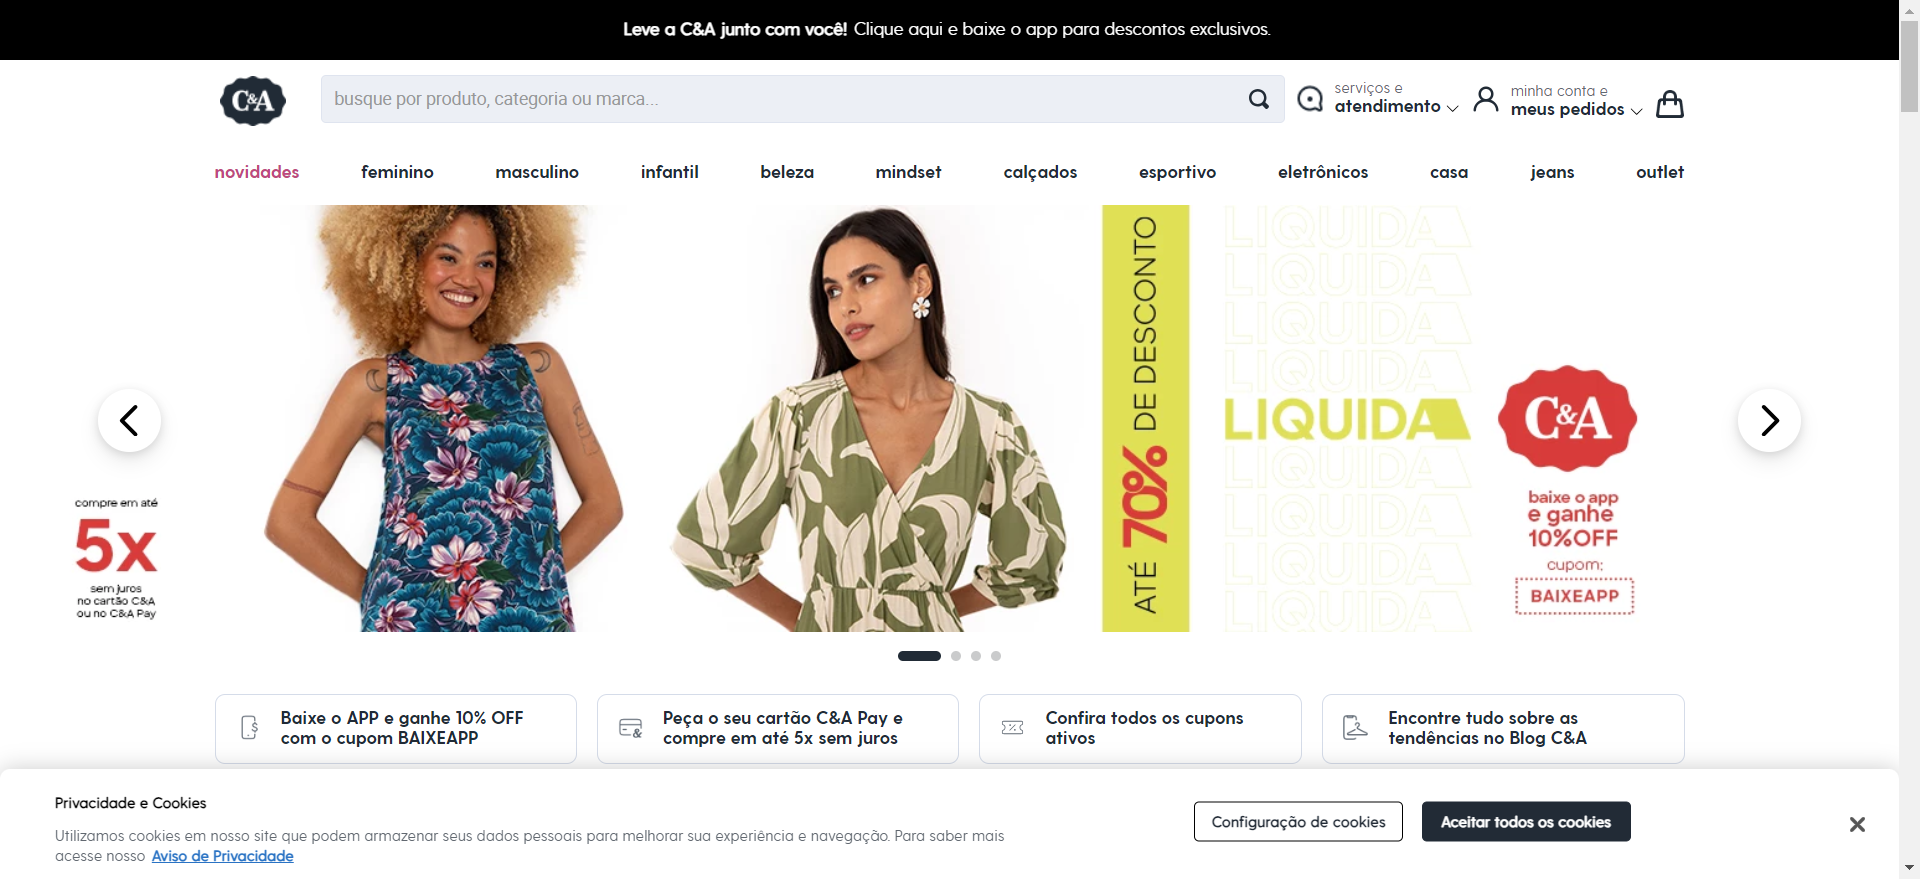 Leve a C&A junto com você! Clique aqui e baixe o app para descontos exclusivos.
C&A
busque por produto, categoria ou marca...
serviços e
atendimento
minha conta e
meus pedidos
novidades
feminino
masculino
infantil
beleza
mindset
calçados
esportivo
eletrônicos
casa
jeans
outlet
compre em até
5x
sem juros
no cartão C&A
ou no C&A Pay
ATÉ 70% DE DESCONTO
LIQUIDA
LIQUIDA
LIQUIDA
LIQUIDA
LIQUIDA
LIQUIDA
LIQUIDA
LIQUIDA
LIQUIDA
C&A
baixe o app
e ganhe
10%OFF
cupom:
BAIXEAPP
Baixe o APP e ganhe 10% OFF
com o cupom BAIXEAPP
Peça o seu cartão C&A Pay e
compre em até 5x sem juros
Confira todos os cupons
ativos
Encontre tudo sobre as
tendências no Blog C&A
Privacidade e Cookies
Utilizamos cookies em nosso site que podem armazenar seus dados pessoais para melhorar sua experiência e navegação. Para saber mais
acesse nosso Aviso de Privacidade
Configuração de cookies
Aceitar todos os cookies